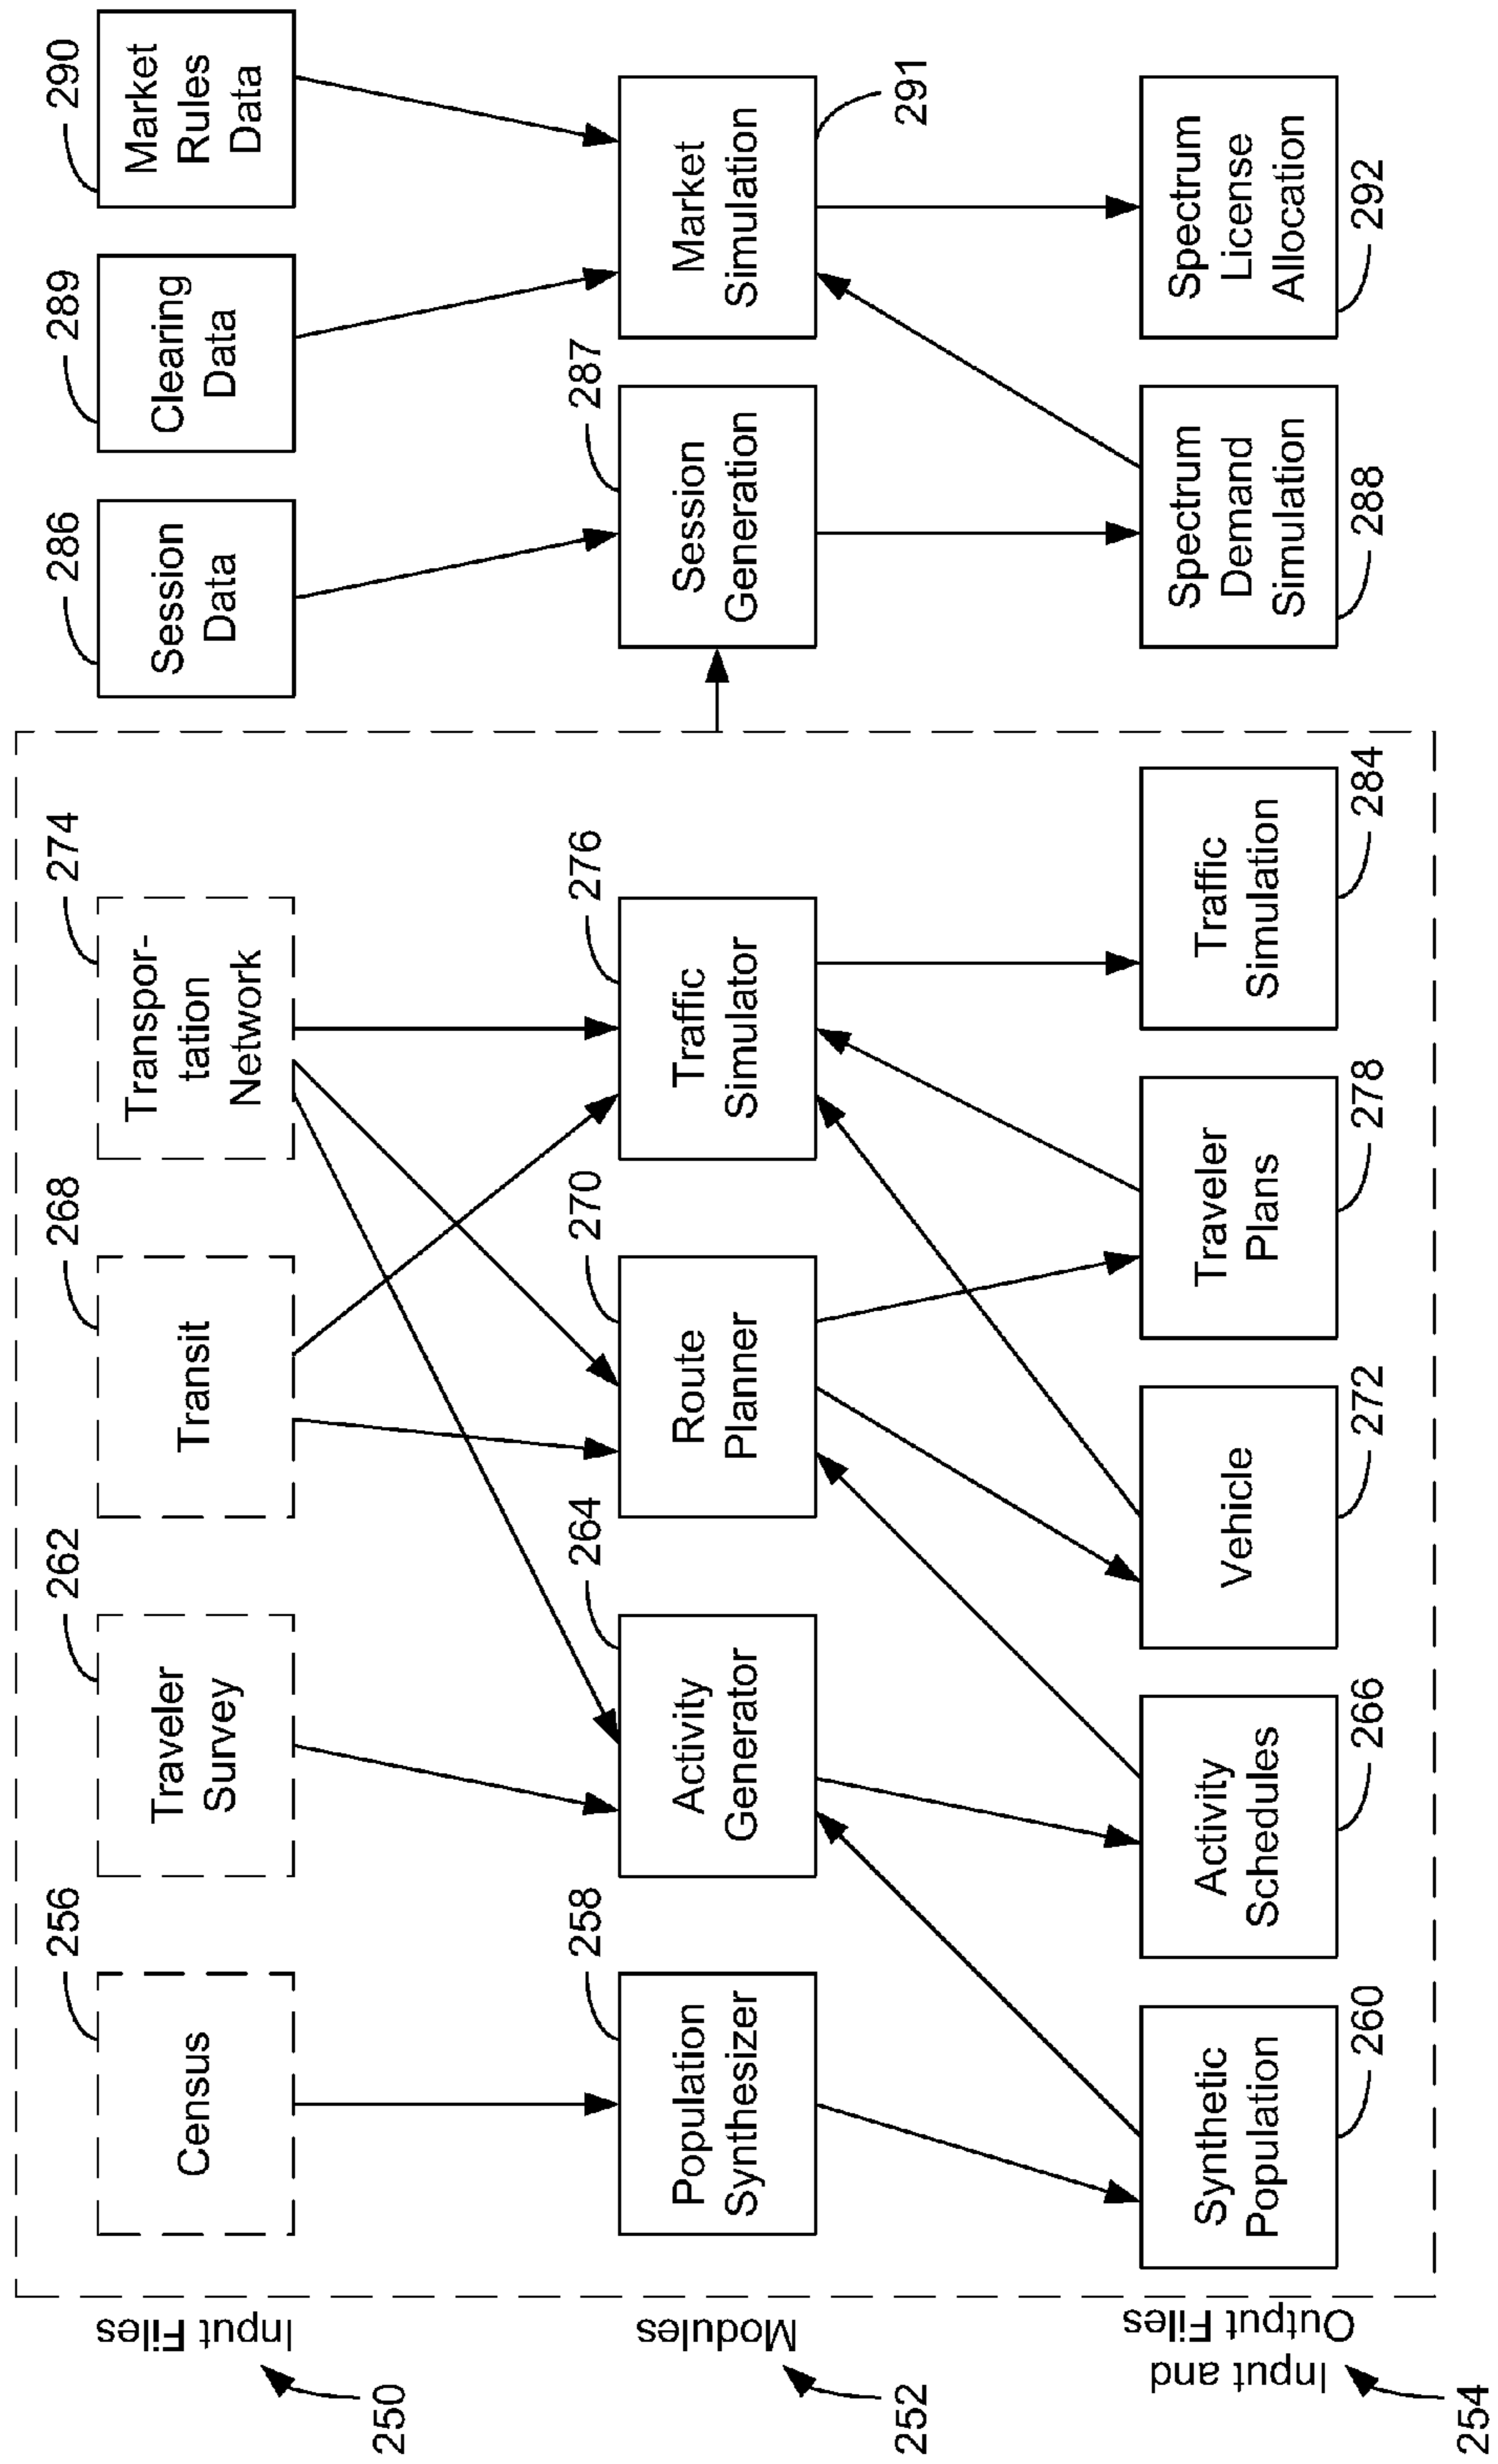 250
Input Files
256
Census
262
Traveler
Survey
268
Transit
274
Transpor-
tation
Network
286
Session
Data
289
Clearing
Data
290
Market
Rules
Data
252
Modules
258
Population
Synthesizer
264
Activity
Generator
270
Route
Planner
276
Traffic
Simulator
287
Session
Generation
Market
Simulation
291
254
Input and
Output Files
Synthetic
Population
260
Activity
Schedules
266
Vehicle
272
Traveler
Plans
278
Traffic
Simulation
284
Spectrum
Demand
Simulation
288
Spectrum
License
Allocation
292